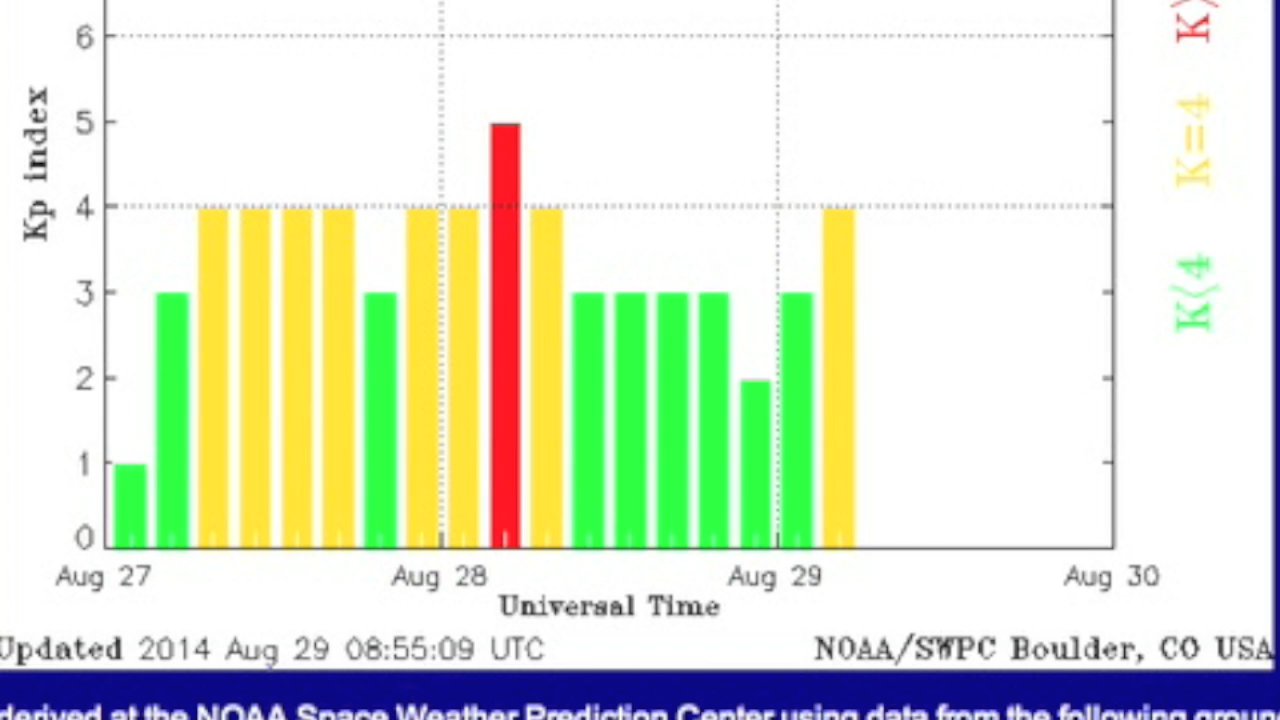 6
5
4
3
2
1
0
Kp index
K=4
K<4
Aug 27 Aug 28 Aug 29 Aug 30
Universal Time
Updated 2014 Aug 29 08:55:09 UTC NOAA/SWPC Boulder, CO USA
derived at the NOAA Space Weather Prediction Center using data from the following